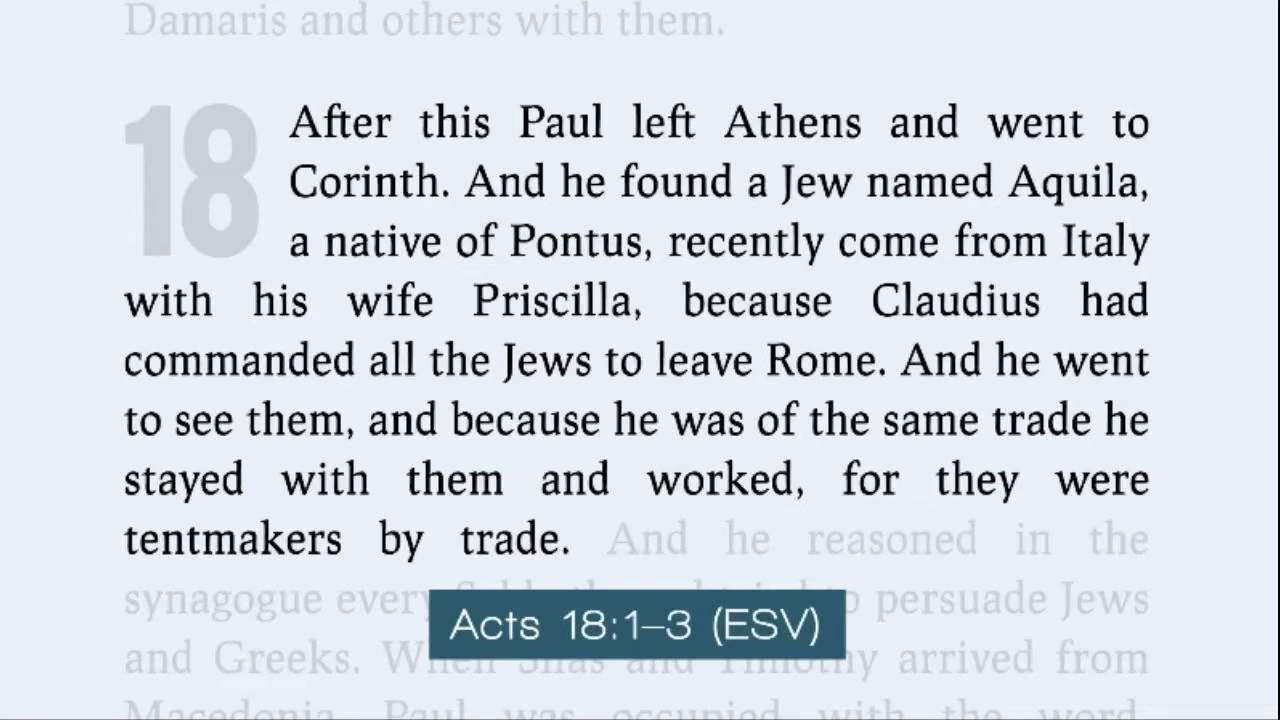 Damaris and others with them.
18 After this Paul left Athens and went to
Corinth. And he found a Jew named Aquila,
a native of Pontus, recently come from Italy
with his wife Priscilla, because Claudius had
commanded all the Jews to leave Rome. And he went
to see them, and because he was of the same trade he
stayed with them and worked, for they were
tentmakers by trade. And he reasoned in the
synagogue every persuade Jews
Acts 18:1–3 (ESV)
and Greeks. When Silas and Timothy arrived from
Macedonia, Paul was occupied with the word,